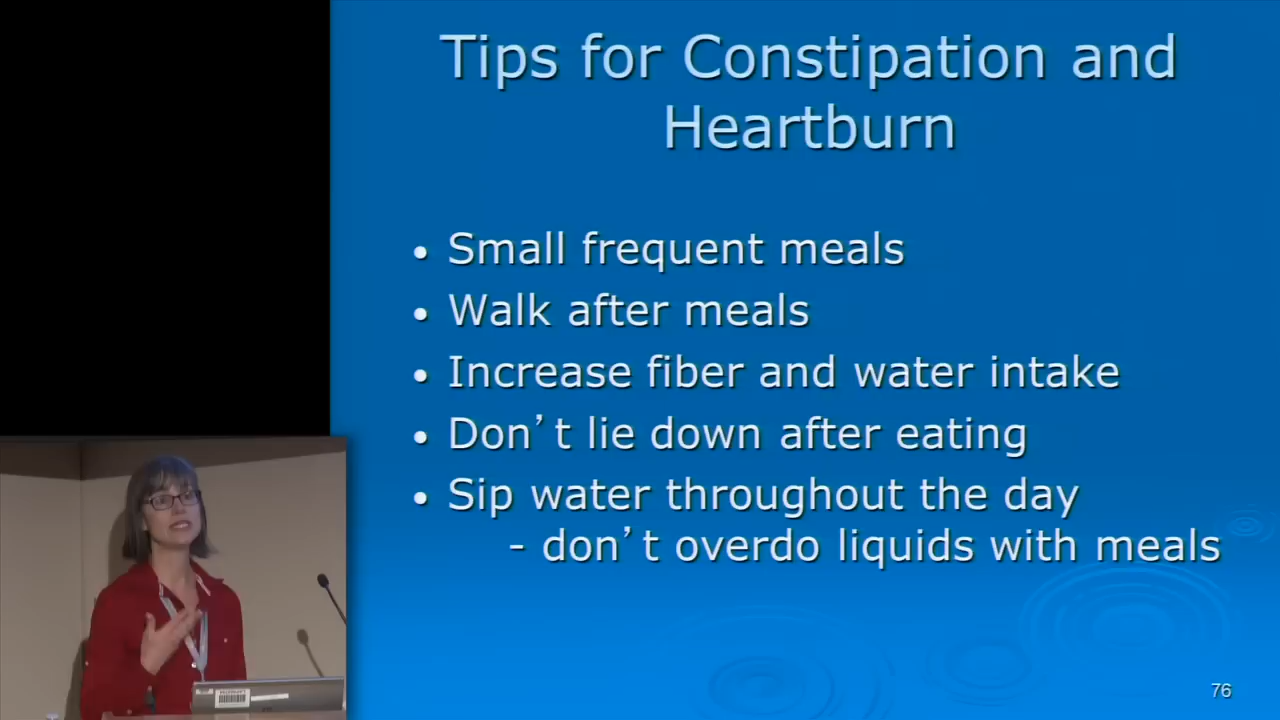 Tips for Constipation and
Heartburn
• Small frequent meals
• Walk after meals
• Increase fiber and water intake
• Don’t lie down after eating
• Sip water throughout the day
- don’t overdo liquids with meals
76